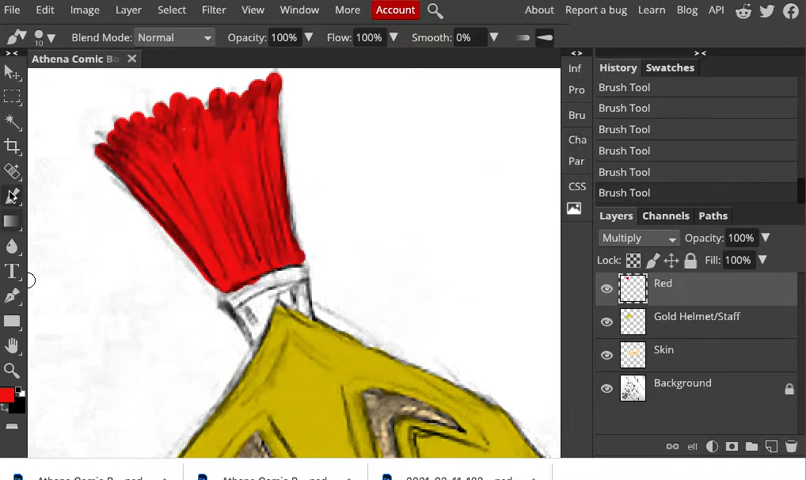 File Edit Image Layer Select Filter View Window More Account About Report a bug Learn Blog API
10 Blend Mode: Normal Opacity: 100% Flow: 100% Smooth: 0%
Athena Comic Bo
Inf
Pro
Bru
Cha
Par
CSS
History Swatches
Brush Tool
Brush Tool
Brush Tool
Brush Tool
Brush Tool
Brush Tool
Layers Channels Paths
Multiply Opacity: 100%
Lock: Fill: 100%
Red
Gold Helmet/Staff
Skin
Background
ell